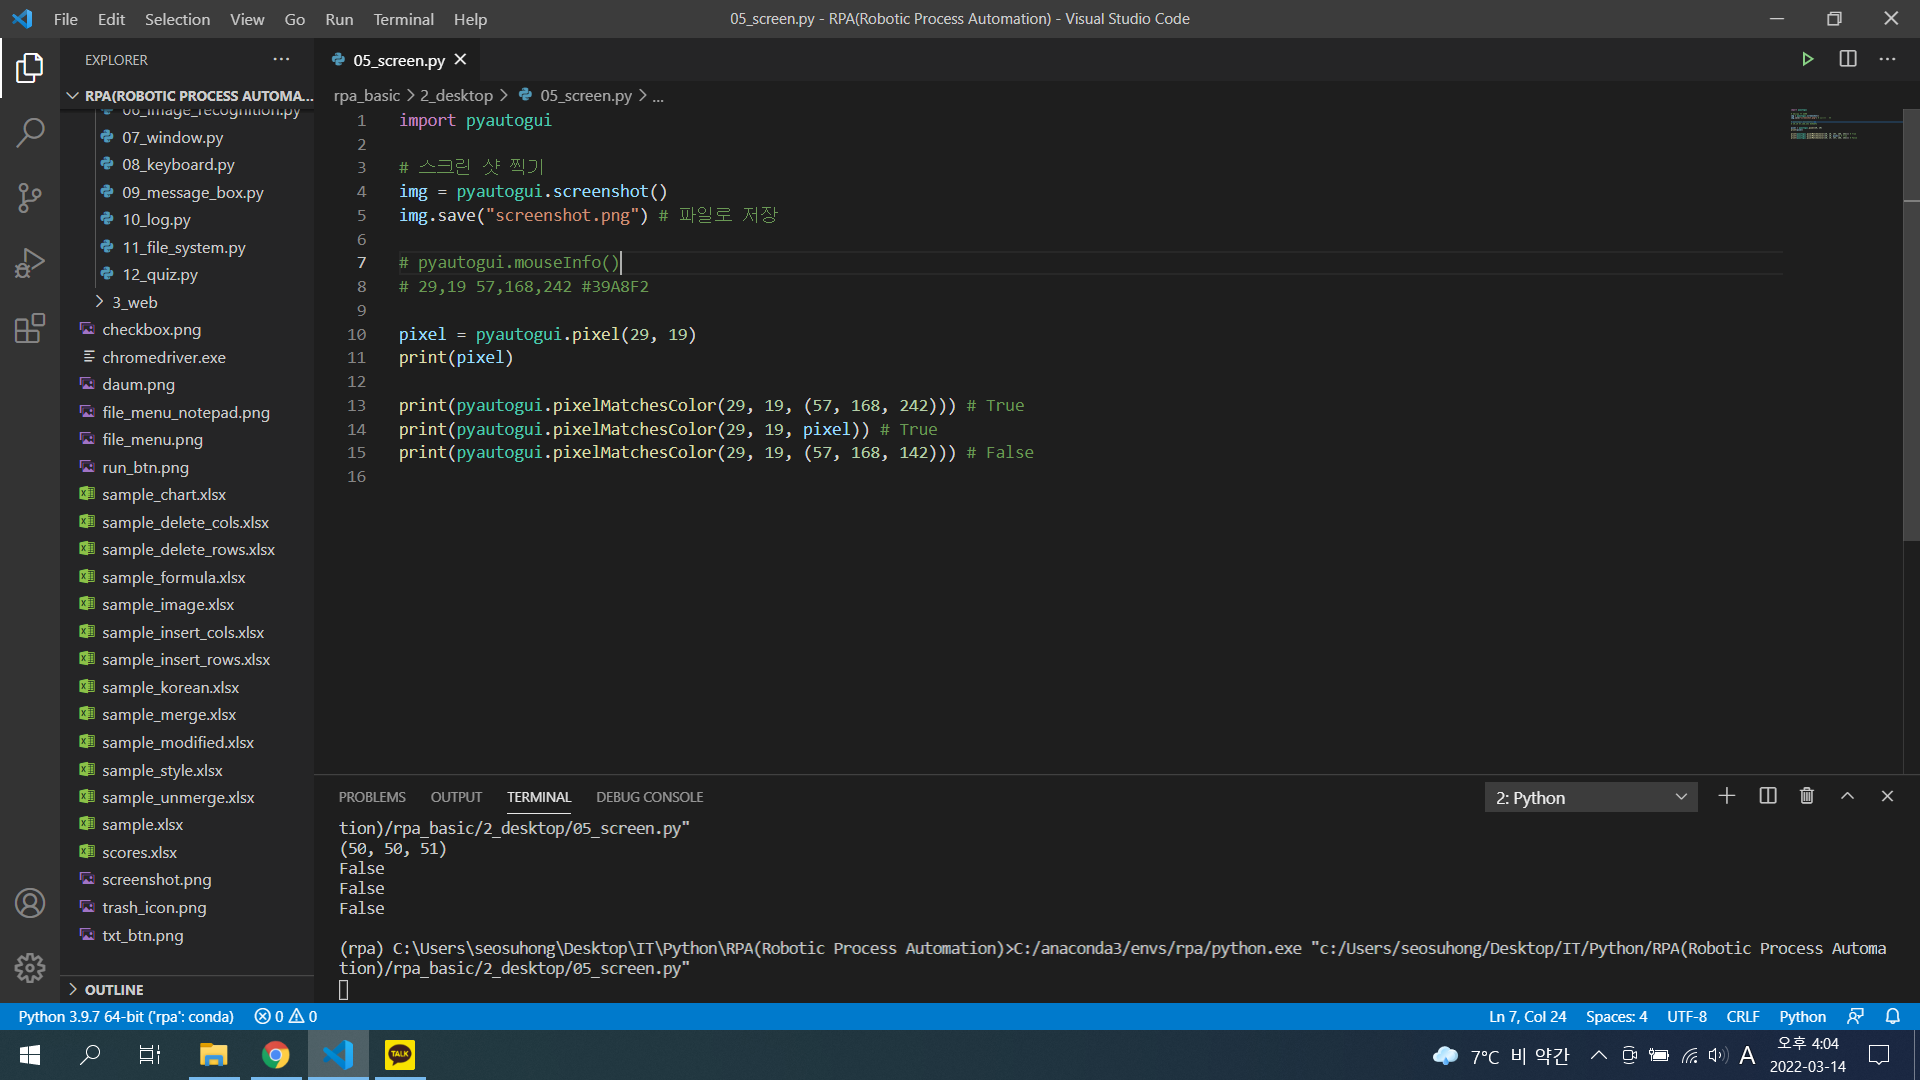 File Edit Selection View Go Run Terminal Help
05_screen.py - RPA(Robotic Process Automation) - Visual Studio Code
EXPLORER
RPA(ROBOTIC PROCESS AUTOMA...
06_image_recognition.py
07_window.py
08_keyboard.py
09_message_box.py
10_log.py
11_file_system.py
12_quiz.py
3_web
checkbox.png
chromedriver.exe
daum.png
file_menu_notepad.png
file_menu.png
run_btn.png
sample_chart.xlsx
sample_delete_cols.xlsx
sample_delete_rows.xlsx
sample_formula.xlsx
sample_image.xlsx
sample_insert_cols.xlsx
sample_insert_rows.xlsx
sample_korean.xlsx
sample_merge.xlsx
sample_modified.xlsx
sample_style.xlsx
sample_unmerge.xlsx
sample.xlsx
scores.xlsx
screenshot.png
trash_icon.png
txt_btn.png
OUTLINE
05_screen.py
rpa_basic > 2_desktop > 05_screen.py > ...
1 import pyautogui
2
3 # 스크린 샷 찍기
4 img = pyautogui.screenshot()
5 img.save("screenshot.png") # 파일로 저장
6
7 # pyautogui.mouseInfo()
8 # 29,19 57,168,242 #39A8F2
9
10 pixel = pyautogui.pixel(29, 19)
11 print(pixel)
12
13 print(pyautogui.pixelMatchesColor(29, 19, (57, 168, 242))) # True
14 print(pyautogui.pixelMatchesColor(29, 19, pixel)) # True
15 print(pyautogui.pixelMatchesColor(29, 19, (57, 168, 142))) # False
16
PROBLEMS OUTPUT TERMINAL DEBUG CONSOLE
2: Python
tion)/rpa_basic/2_desktop/05_screen.py"
(50, 50, 51)
False
False
False
(rpa) C:\Users\seosuhong\Desktop\IT\Python\RPA(Robotic Process Automation)>C:/anaconda3/envs/rpa/python.exe "c:/Users/seosuhong/Desktop/IT/Python/RPA(Robotic Process Automa
tion)/rpa_basic/2_desktop/05_screen.py"
Python 3.9.7 64-bit ('rpa': conda) 0 0
Ln 7, Col 24 Spaces: 4 UTF-8 CRLF Python
TALK
7°C 비 약간
A
오후 4:04
2022-03-14